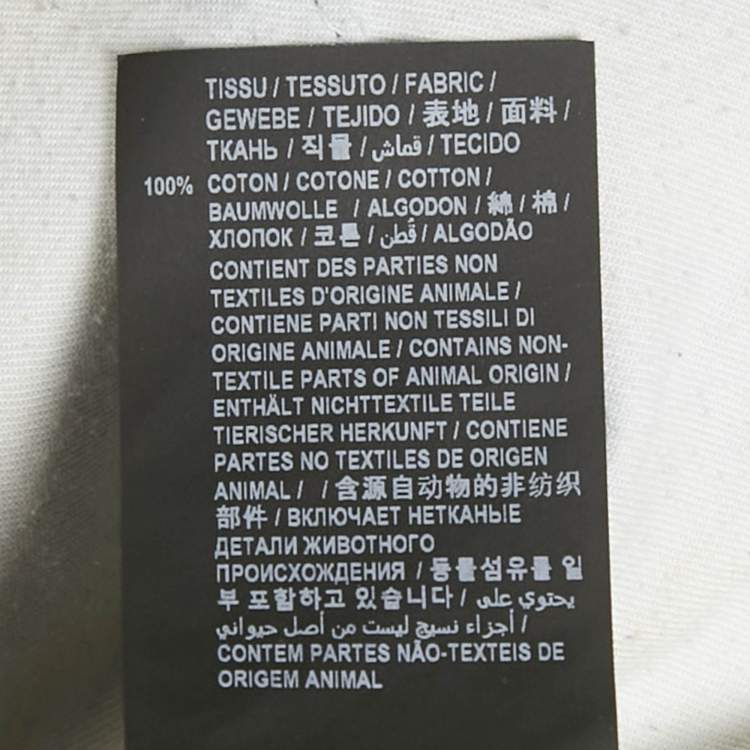 TISSU / TESSUTO / FABRIC /
GEWEBE / TEJIDO / 表地 / 面料 /
ТКАНЬ / 직물 / قماش / TECIDO
100% COTON / COTONE / COTTON /
BAUMWOLLE / ALGODON / 綿 / 棉 /
ХЛОПОК / 코튼 / قُطن / ALGODÃO
CONTIENT DES PARTIES NON
TEXTILES D'ORIGINE ANIMALE /
CONTIENE PARTI NON TESSILI DI
ORIGINE ANIMALE / CONTAINS NON-
TEXTILE PARTS OF ANIMAL ORIGIN /
ENTHÄLT NICHTTEXTILE TEILE
TIERISCHER HERKUNFT / CONTIENE
PARTES NO TEXTILES DE ORIGEN
ANIMAL / / 含源自动物的非纺织
部件 / ВКЛЮЧАЕТ НЕТКАНЫЕ
ДЕТАЛИ ЖИВОТНОГО
ПРОИСХОЖДЕНИЯ / 동물섬유를 일
부 포함하고 있습니다 / يحتوي على
أجزاء نسيج ليست من أصل حيواني /
CONTEM PARTES NÃO-TEXTEIS DE
ORIGEM ANIMAL